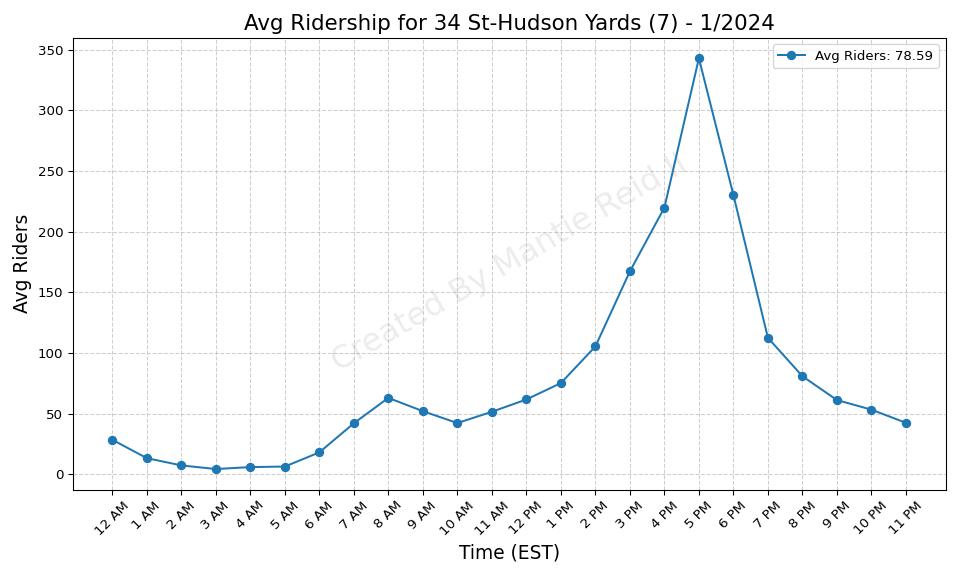 Avg Ridership for 34 St-Hudson Yards (7) - 1/2024
Avg Riders: 78.59
350
300
250
200
150
100
50
0
Avg Riders
Created By Mantle Reid II
12 AM
1 AM
2 AM
3 AM
4 AM
5 AM
6 AM
7 AM
8 AM
9 AM
10 AM
11 AM
12 PM
1 PM
2 PM
3 PM
4 PM
5 PM
6 PM
7 PM
8 PM
9 PM
10 PM
11 PM
Time (EST)